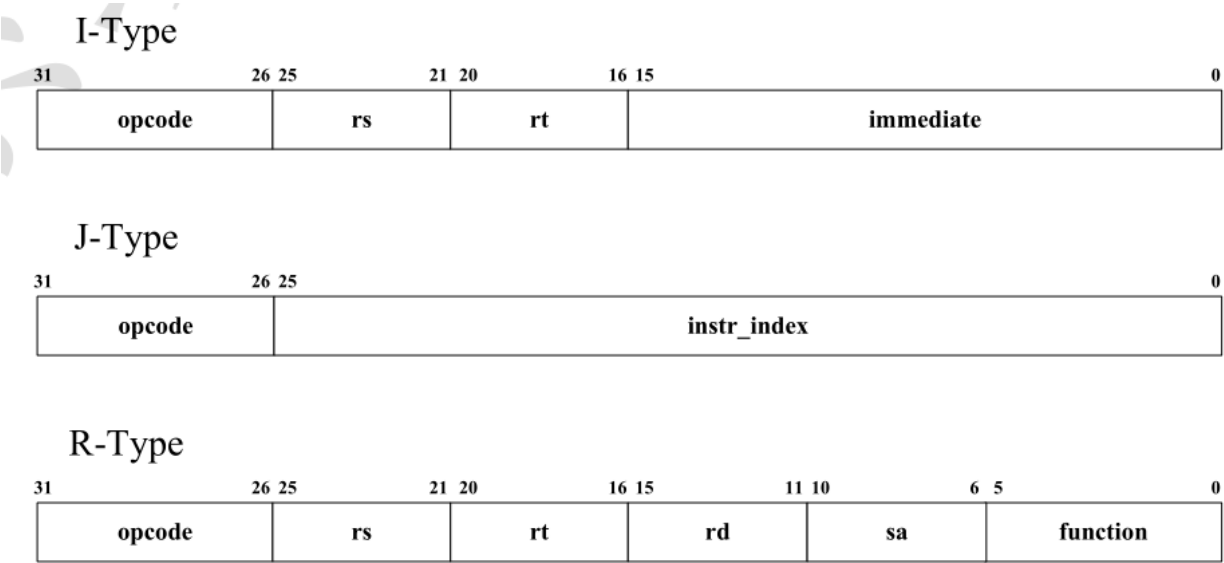 I-Type
31 26 25 21 20 16 15 0
opcode rs rt immediate
J-Type
31 26 25 0
opcode instr_index
R-Type
31 26 25 21 20 16 15 11 10 6 5 0
opcode rs rt rd sa function